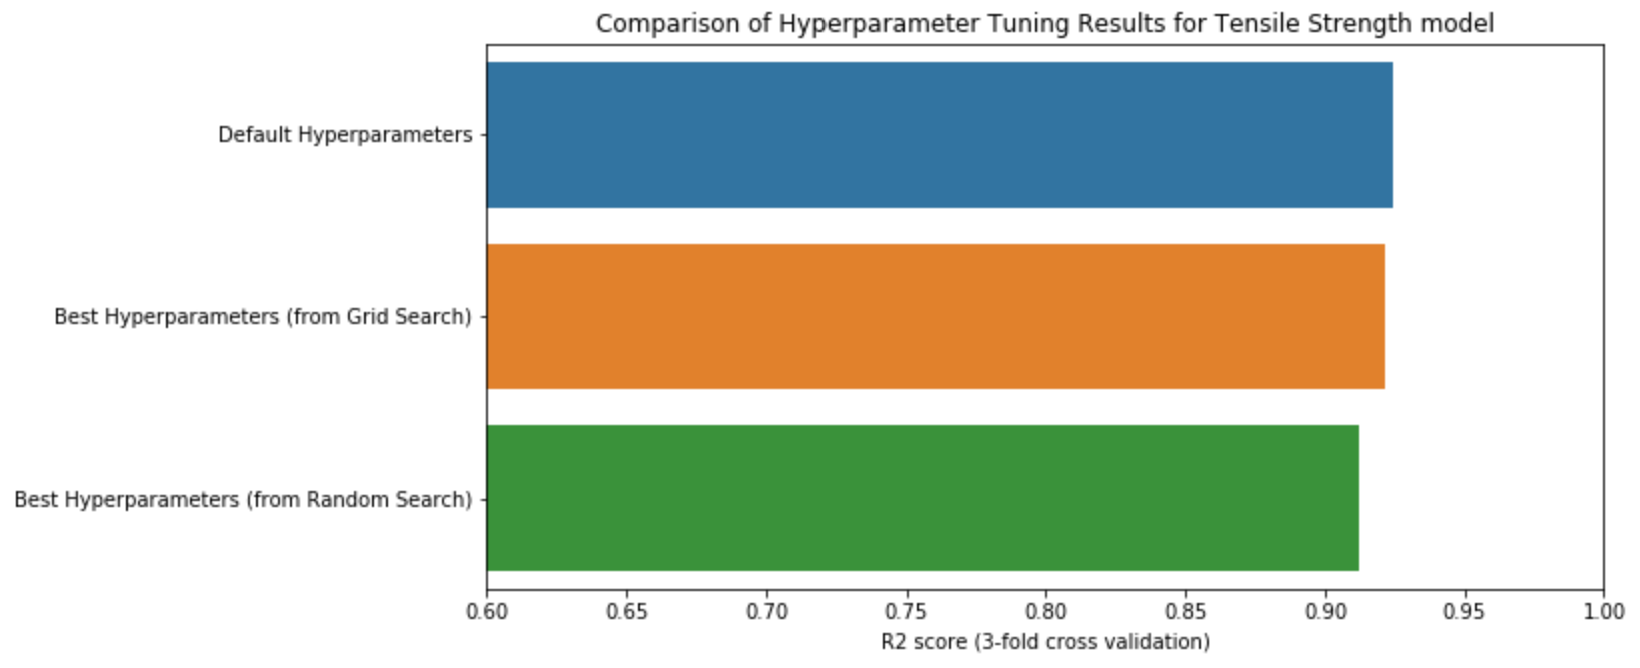 Comparison of Hyperparameter Tuning Results for Tensile Strength model
Default Hyperparameters
Best Hyperparameters (from Grid Search)
Best Hyperparameters (from Random Search)
0.60 0.65 0.70 0.75 0.80 0.85 0.90 0.95 1.00
R2 score (3-fold cross validation)